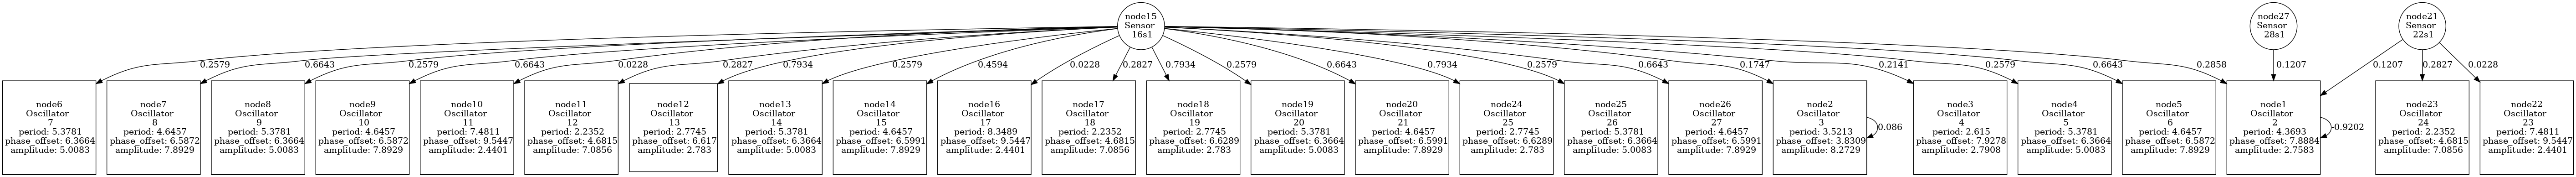 node15
Sensor
16s1
node27
Sensor
28s1
node21
Sensor
22s1
0.2579
-0.6643
0.2579
-0.6643
-0.0228
0.2827
-0.7934
0.2579
-0.4594
-0.0228
0.2827
-0.7934
0.2579
-0.6643
-0.7934
0.2579
-0.6643
0.1747
0.2141
0.2579
-0.6643
-0.2858
-0.1207
-0.1207
0.2827
-0.0228
node6
Oscillator
7
period: 5.3781
phase_offset: 6.3664
amplitude: 5.0083
node7
Oscillator
8
period: 4.6457
phase_offset: 6.5872
amplitude: 7.8929
node8
Oscillator
9
period: 5.3781
phase_offset: 6.3664
amplitude: 5.0083
node9
Oscillator
10
period: 4.6457
phase_offset: 6.5872
amplitude: 7.8929
node10
Oscillator
11
period: 7.4811
phase_offset: 9.5447
amplitude: 2.4401
node11
Oscillator
12
period: 2.2352
phase_offset: 4.6815
amplitude: 7.0856
node12
Oscillator
13
period: 2.7745
phase_offset: 6.617
amplitude: 2.783
node13
Oscillator
14
period: 5.3781
phase_offset: 6.3664
amplitude: 5.0083
node14
Oscillator
15
period: 4.6457
phase_offset: 6.5991
amplitude: 7.8929
node16
Oscillator
17
period: 8.3489
phase_offset: 9.5447
amplitude: 2.4401
node17
Oscillator
18
period: 2.2352
phase_offset: 4.6815
amplitude: 7.0856
node18
Oscillator
19
period: 2.7745
phase_offset: 6.6289
amplitude: 2.783
node19
Oscillator
20
period: 5.3781
phase_offset: 6.3664
amplitude: 5.0083
node20
Oscillator
21
period: 4.6457
phase_offset: 6.5991
amplitude: 7.8929
node24
Oscillator
25
period: 2.7745
phase_offset: 6.6289
amplitude: 2.783
node25
Oscillator
26
period: 5.3781
phase_offset: 6.3664
amplitude: 5.0083
node26
Oscillator
27
period: 4.6457
phase_offset: 6.5991
amplitude: 7.8929
node2
Oscillator
3
period: 3.5213
phase_offset: 3.8309
amplitude: 8.2729
0.086
node3
Oscillator
4
period: 2.615
phase_offset: 7.9278
amplitude: 2.7908
node4
Oscillator
5
period: 5.3781
phase_offset: 6.3664
amplitude: 5.0083
node5
Oscillator
6
period: 4.6457
phase_offset: 6.5872
amplitude: 7.8929
node1
Oscillator
2
period: 4.3693
phase_offset: 7.8884
amplitude: 2.7583
-0.9202
node23
Oscillator
24
period: 2.2352
phase_offset: 4.6815
amplitude: 7.0856
node22
Oscillator
23
period: 7.4811
phase_offset: 9.5447
amplitude: 2.4401